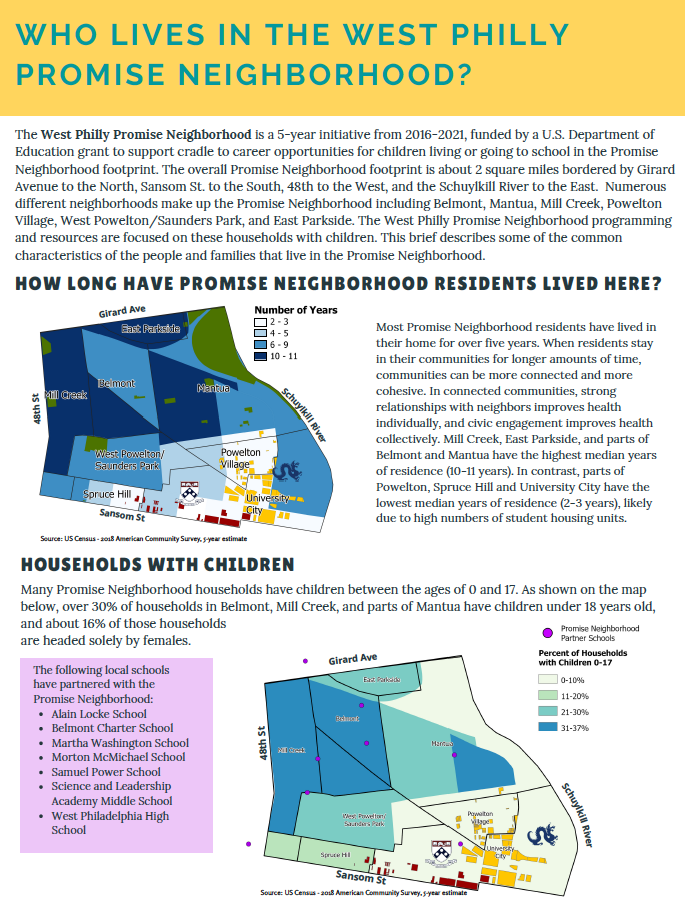 WHO LIVES IN THE WEST PHILLY
PROMISE NEIGHBORHOOD?
The West Philly Promise Neighborhood is a 5-year initiative from 2016-2021, funded by a U.S. Department of
Education grant to support cradle to career opportunities for children living or going to school in the Promise
Neighborhood footprint. The overall Promise Neighborhood footprint is about 2 square miles bordered by Girard
Avenue to the North, Sansom St. to the South, 48th to the West, and the Schuylkill River to the East. Numerous
different neighborhoods make up the Promise Neighborhood including Belmont, Mantua, Mill Creek, Powelton
Village, West Powelton/Saunders Park, and East Parkside. The West Philly Promise Neighborhood programming
and resources are focused on these households with children. This brief describes some of the common
characteristics of the people and families that live in the Promise Neighborhood.
HOW LONG HAVE PROMISE NEIGHBORHOOD RESIDENTS LIVED HERE?
Girard Ave
East Parkside
Belmont
Mill Creek
Mantua
48th St
Schuylkill River
West Powelton/
Saunders Park
Powelton
Village
Spruce Hill
University
City
Sansom St
Number of Years
2 - 3
4 - 5
6 - 9
10 - 11
Source: US Census - 2018 American Community Survey, 5-year estimate
Most Promise Neighborhood residents have lived in
their home for over five years. When residents stay
in their communities for longer amounts of time,
communities can be more connected and more
cohesive. In connected communities, strong
relationships with neighbors improves health
individually, and civic engagement improves health
collectively. Mill Creek, East Parkside, and parts of
Belmont and Mantua have the highest median years
of residence (10-11 years). In contrast, parts of
Powelton, Spruce Hill and University City have the
lowest median years of residence (2-3 years), likely
due to high numbers of student housing units.
HOUSEHOLDS WITH CHILDREN
Many Promise Neighborhood households have children between the ages of 0 and 17. As shown on the map
below, over 30% of households in Belmont, Mill Creek, and parts of Mantua have children under 18 years old,
and about 16% of those households
are headed solely by females.
The following local schools
have partnered with the
Promise Neighborhood:
• Alain Locke School
• Belmont Charter School
• Martha Washington School
• Morton McMichael School
• Samuel Power School
• Science and Leadership
Academy Middle School
• West Philadelphia High
School
Promise Neighborhood
Partner Schools
Percent of Households
with Children 0-17
0-10%
11-20%
21-30%
31-37%
Girard Ave
East Parkside
Belmont
48th St
Mill Creek
Mantua
Schuylkill River
West Powelton/
Saunders Park
Powelton
Village
University
City
Spruce Hill
Sansom St
Source: US Census - 2018 American Community Survey, 5-year estimate